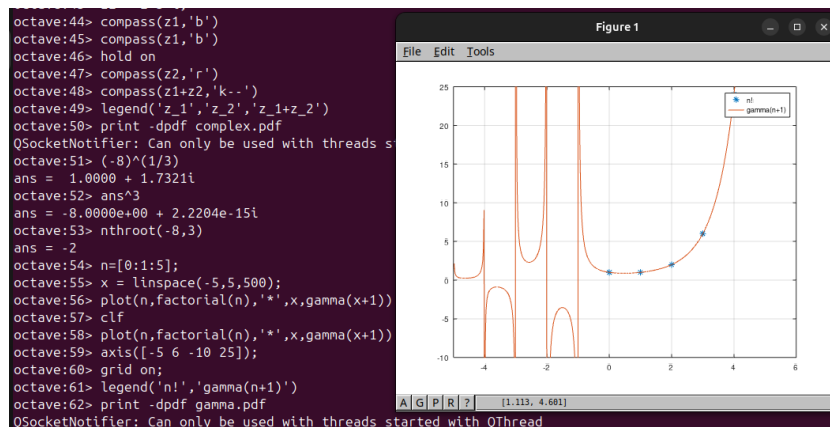 octave:44> compass(z1,'b')
octave:45> compass(z1,'b')
octave:46> hold on
octave:47> compass(z2,'r')
octave:48> compass(z1+z2,'k--')
octave:49> legend('z_1','z_2','z_1+z_2')
octave:50> print -dpdf complex.pdf
QSocketNotifier: Can only be used with threads s
octave:51> (-8)^(1/3)
ans =  1.0000 + 1.7321i
octave:52> ans^3
ans = -8.0000e+00 + 2.2204e-15i
octave:53> nthroot(-8,3)
ans = -2
octave:54> n=[0:1:5];
octave:55> x = linspace(-5,5,500);
octave:56> plot(n,factorial(n),'*',x,gamma(x+1))
octave:57> clf
octave:58> plot(n,factorial(n),'*',x,gamma(x+1))
octave:59> axis([-5 6 -10 25]);
octave:60> grid on;
octave:61> legend('n!','gamma(n+1)')
octave:62> print -dpdf gamma.pdf
QSocketNotifier: Can only be used with threads started with QThread
Figure 1
File Edit Tools
25
20
15
10
5
0
-5
-10
-4 -2 0 2 4 6
n!
gamma(n+1)
A G P R ? [1.113, 4.601]